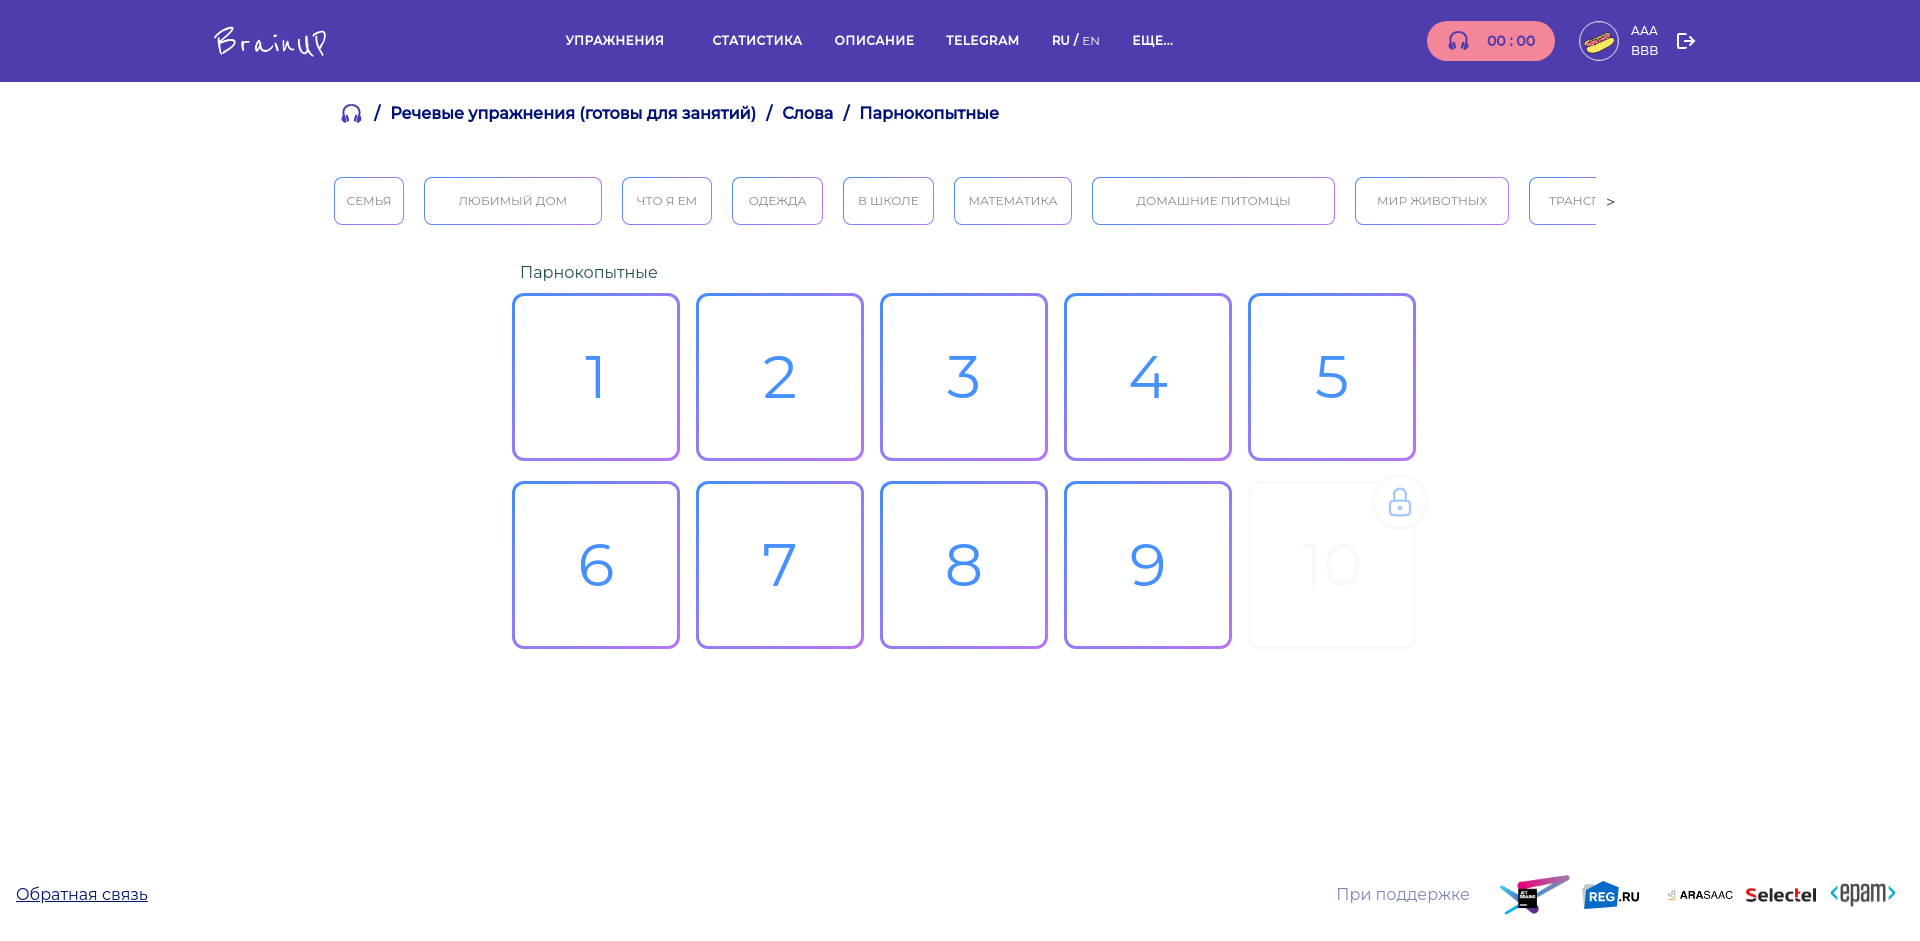 BrainUP
УПРАЖНЕНИЯ СТАТИСТИКА ОПИСАНИЕ TELEGRAM RU / EN ЕЩЕ...
00 : 00
AAA
BBB
/ Речевые упражнения (готовы для занятий) / Слова / Парнокопытные
СЕМЬЯ ЛЮБИМЫЙ ДОМ ЧТО Я ЕМ ОДЕЖДА В ШКОЛЕ МАТЕМАТИКА ДОМАШНИЕ ПИТОМЦЫ МИР ЖИВОТНЫХ ТРАНСП >
Парнокопытные
1 2 3 4 5
6 7 8 9 10
Обратная связь
При поддержке
JET BRAINS
REG.RU
ARASAAC
Selectel
<epam>